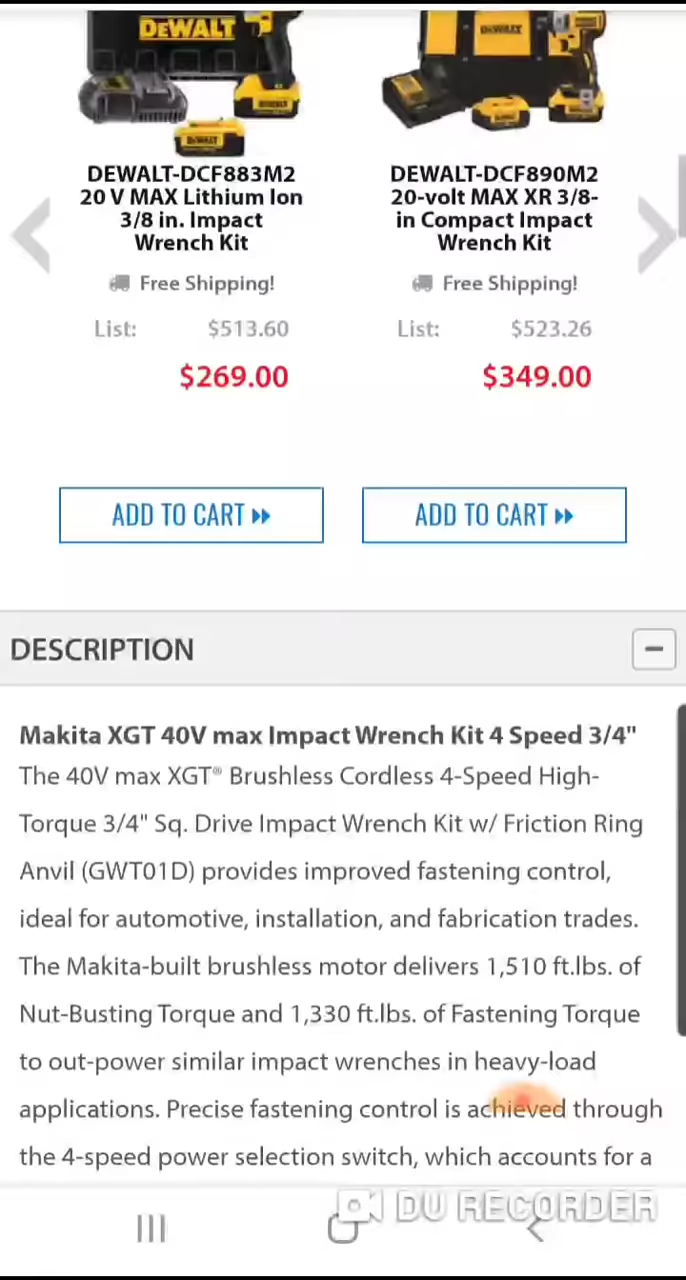 DEWALT
DEWALT
DEWALT
DEWALT-DCF883M2
20 V MAX Lithium Ion
3/8 in. Impact
Wrench Kit
Free Shipping!
List: $513.60
$269.00
ADD TO CART
DEWALT-DCF890M2
20-volt MAX XR 3/8-
in Compact Impact
Wrench Kit
Free Shipping!
List: $523.26
$349.00
ADD TO CART
DESCRIPTION
Makita XGT 40V max Impact Wrench Kit 4 Speed 3/4"
The 40V max XGT® Brushless Cordless 4-Speed High-
Torque 3/4" Sq. Drive Impact Wrench Kit w/ Friction Ring
Anvil (GWT01D) provides improved fastening control,
ideal for automotive, installation, and fabrication trades.
The Makita-built brushless motor delivers 1,510 ft.lbs. of
Nut-Busting Torque and 1,330 ft.lbs. of Fastening Torque
to out-power similar impact wrenches in heavy-load
applications. Precise fastening control is achieved through
the 4-speed power selection switch, which accounts for a
DU RECORDER